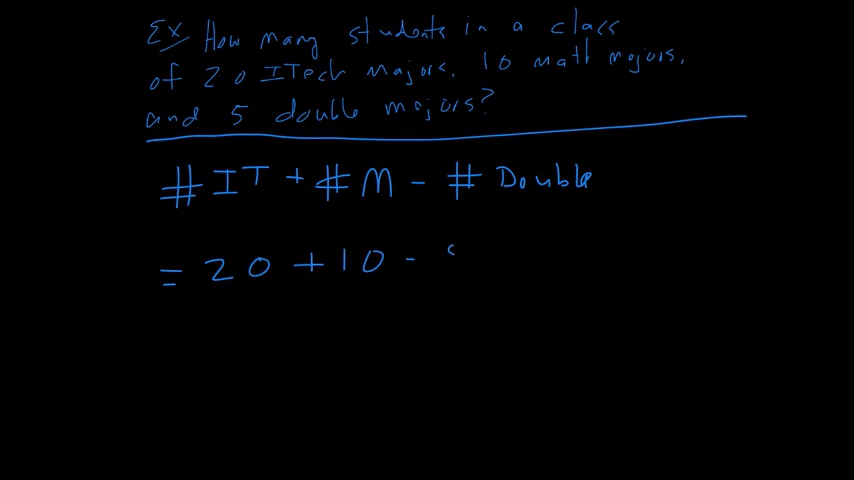 Ex How many students in a class
of 20 ITech majors, 10 math majors,
and 5 double majors?
#IT + #M - # Double
= 20 + 10 -